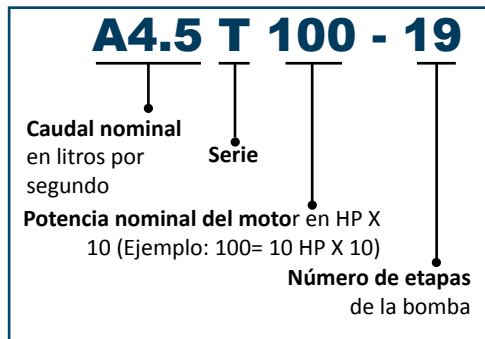 A4.5 T 100 - 19
Caudal nominal
en litros por
segundo
Serie
Potencia nominal del motor en HP X
10 (Ejemplo: 100= 10 HP X 10)
Número de etapas
de la bomba